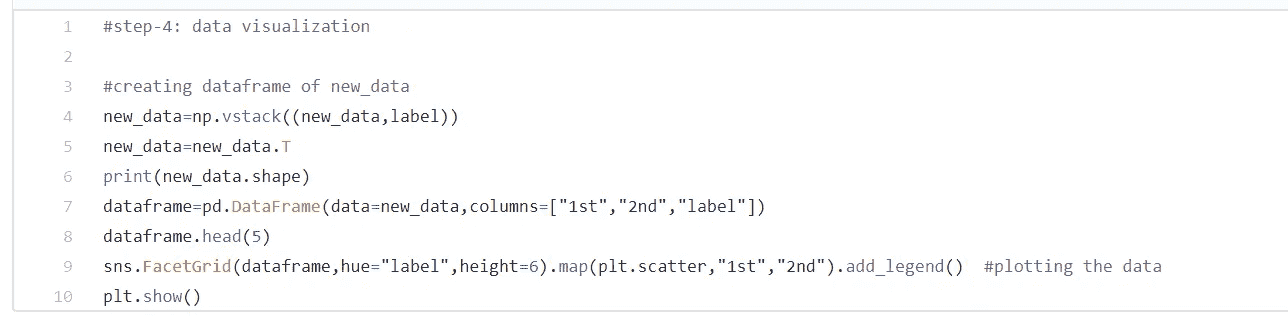 1 #step-4: data visualization
2
3 #creating dataframe of new_data
4 new_data=np.vstack((new_data,label))
5 new_data=new_data.T
6 print(new_data.shape)
7 dataframe=pd.DataFrame(data=new_data,columns=["1st","2nd","label"])
8 dataframe.head(5)
9 sns.FacetGrid(dataframe,hue="label",height=6).map(plt.scatter,"1st","2nd").add_legend()  #plotting the data
10 plt.show()